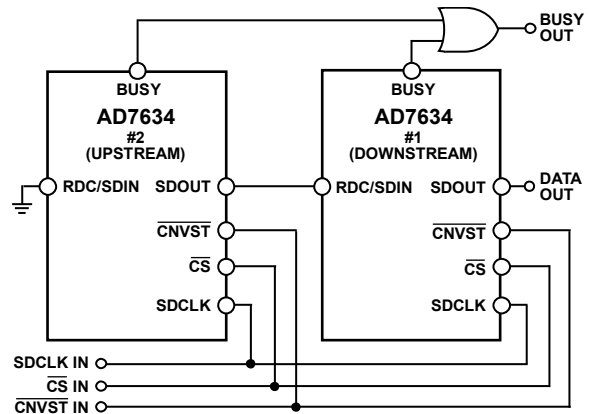 BUSY
OUT
BUSY
AD7634
#2
(UPSTREAM)
RDC/SDIN SDOUT
CNVST
CS
SDCLK
BUSY
AD7634
#1
(DOWNSTREAM)
RDC/SDIN SDOUT
CNVST
CS
SDCLK
DATA
OUT
SDCLK IN
CS IN
CNVST IN